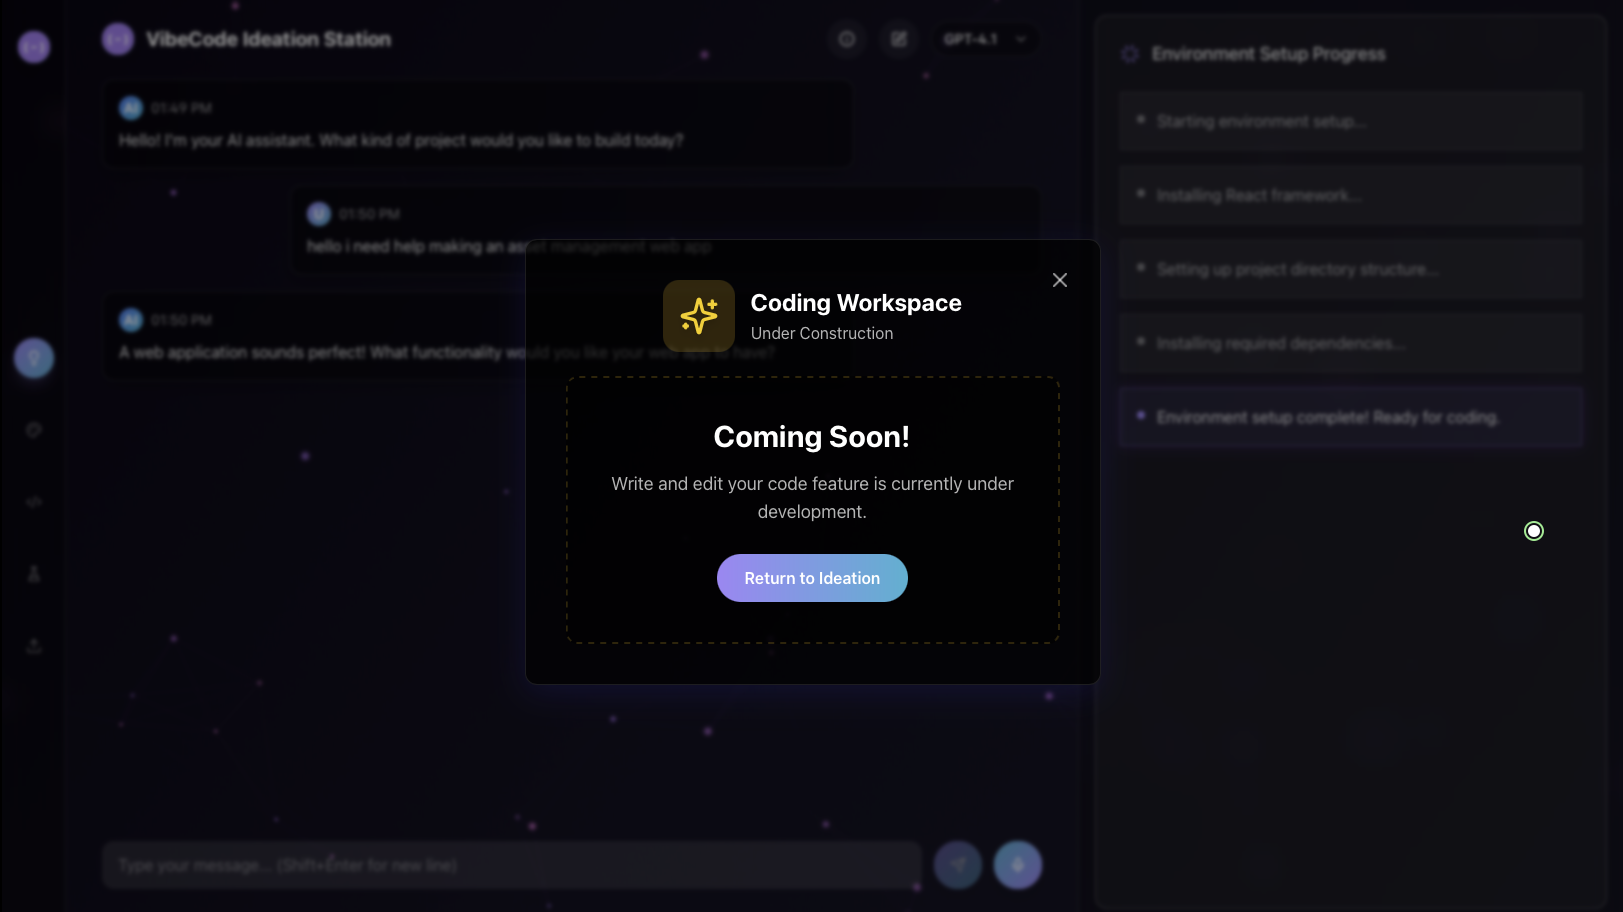 VibeCode Ideation Station
GPT-4.1
AI 01:49 PM
Hello! I'm your AI assistant. What kind of project would you like to build today?
U 01:50 PM
hello i need help making an asset management web app
AI 01:50 PM
A web application sounds perfect! What functionality would you like your web app to have?
Type your message... (Shift+Enter for new line)
Coding Workspace
Under Construction
Coming Soon!
Write and edit your code feature is currently under
development.
Return to Ideation
Environment Setup Progress
Starting environment setup...
Installing React framework...
Setting up project directory structure...
Installing required dependencies...
Environment setup complete! Ready for coding.